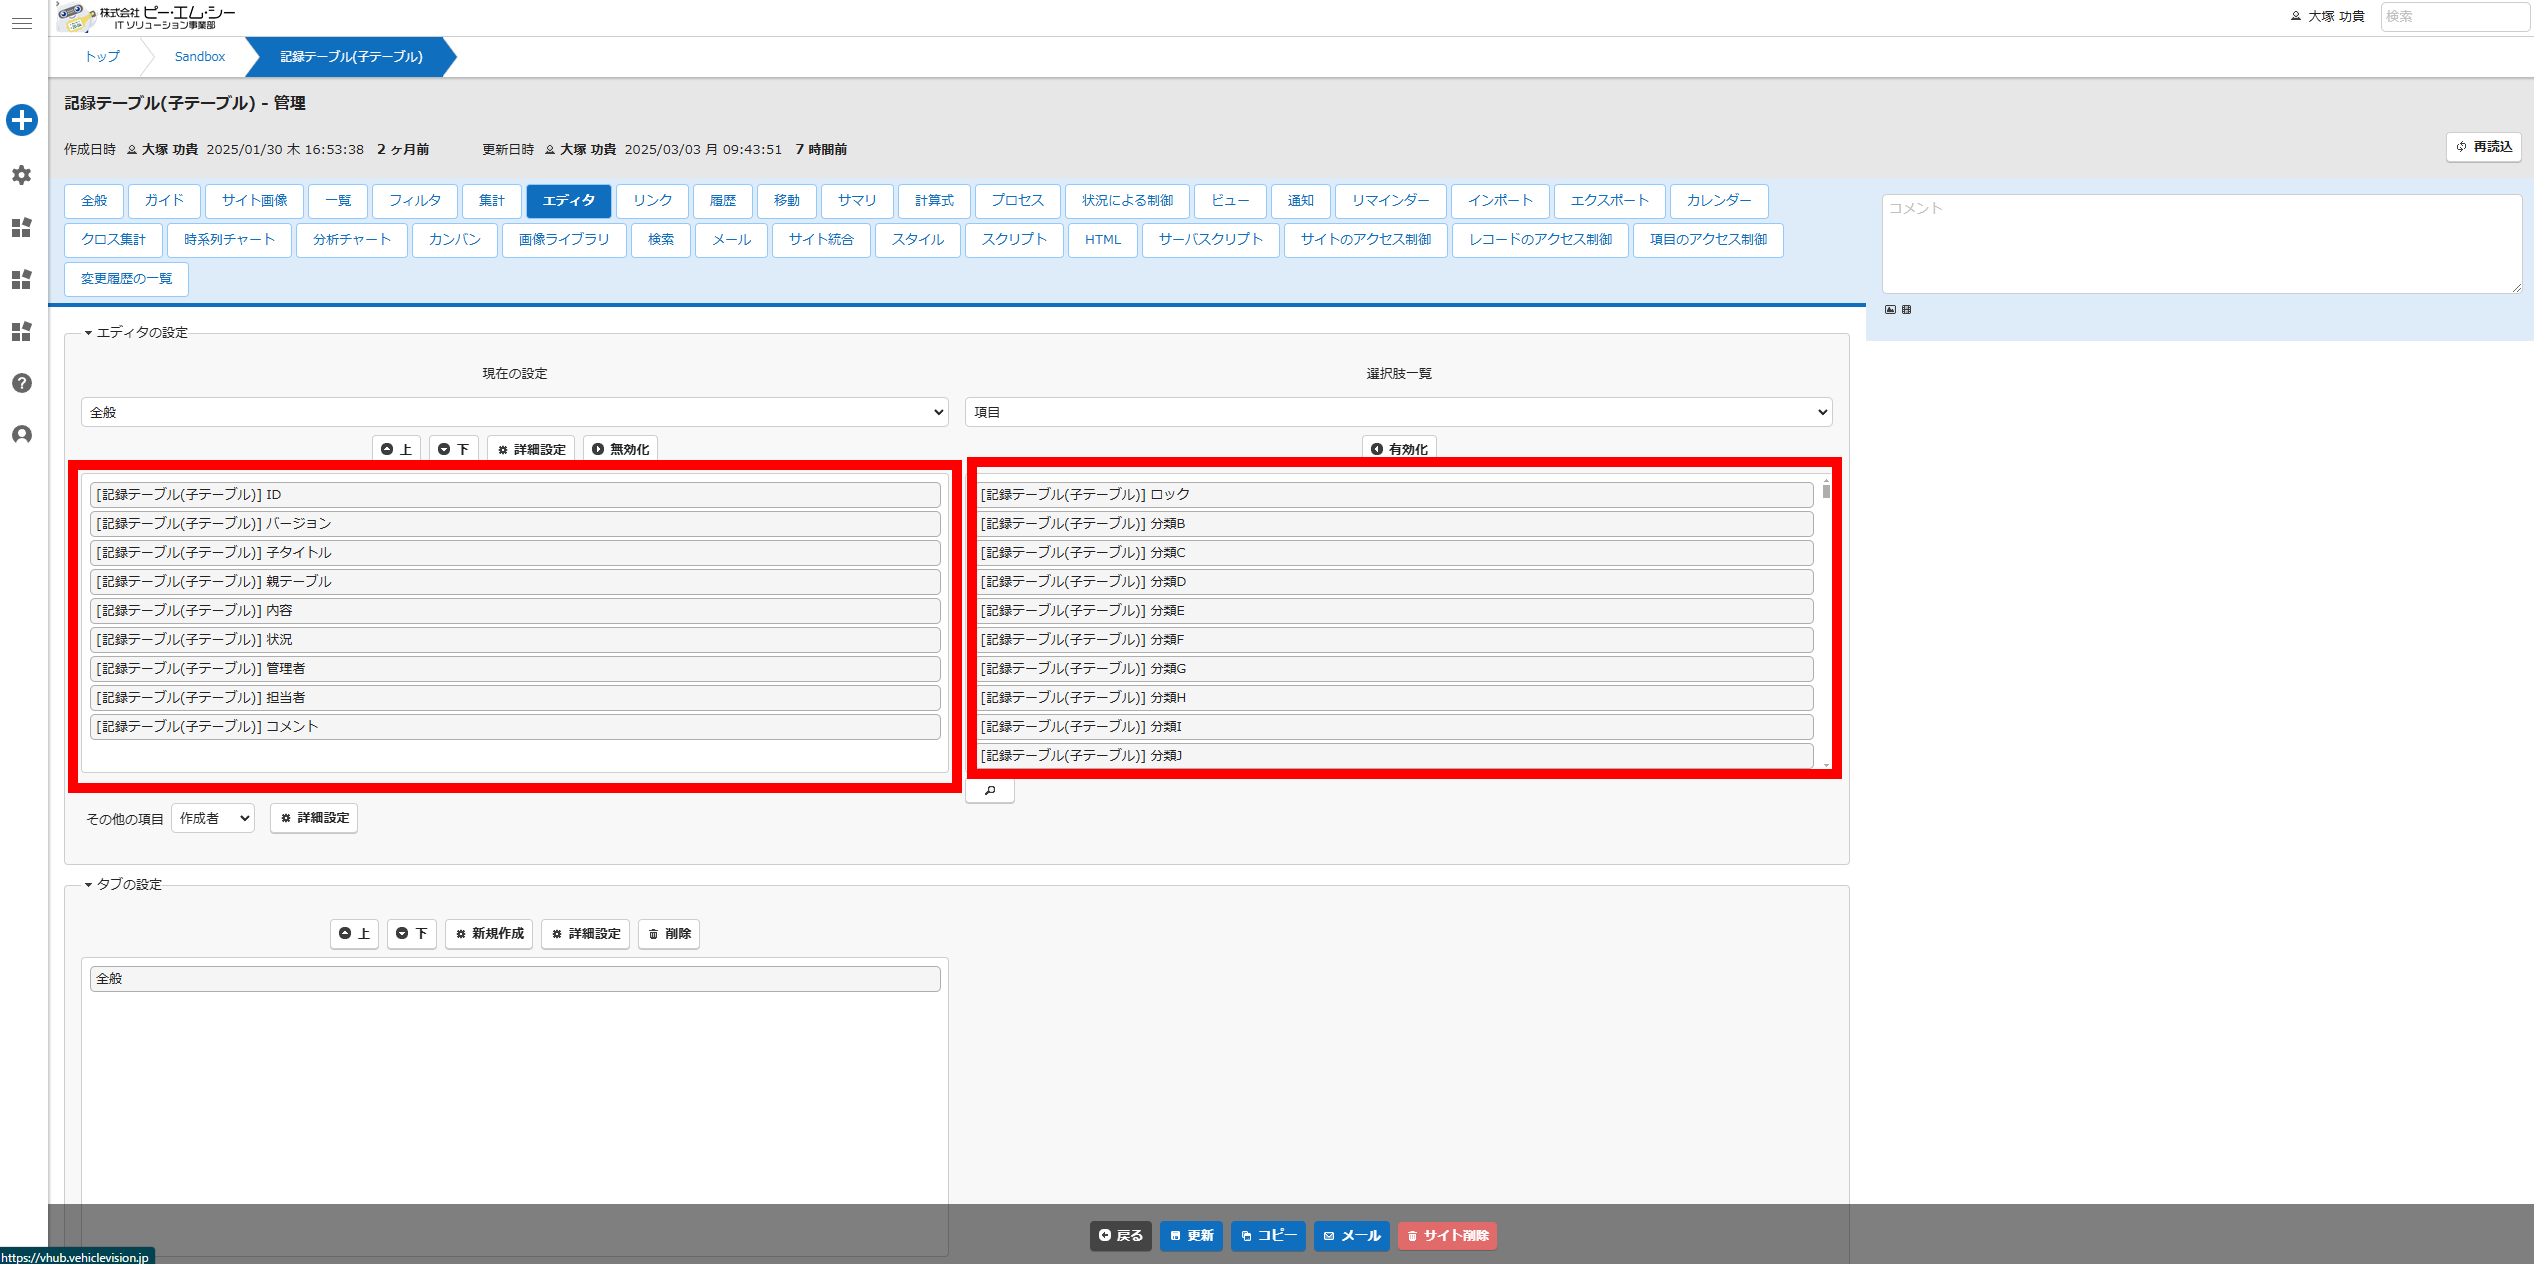 株式会社 ピー・エム・シー
ITソリューション事業部
大塚 功貴
検索
トップ
Sandbox
記録テーブル(子テーブル)
記録テーブル(子テーブル) - 管理
作成日時 大塚 功貴 2025/01/30 木 16:53:38 2 ヶ月前 更新日時 大塚 功貴 2025/03/03 月 09:43:51 7 時間前
再読込
全般 ガイド サイト画像 一覧 フィルタ 集計 エディタ リンク 履歴 移動 サマリ 計算式 プロセス 状況による制御 ビュー 通知 リマインダー インポート エクスポート カレンダー
クロス集計 時系列チャート 分析チャート カンバン 画像ライブラリ 検索 メール サイト統合 スタイル スクリプト HTML サーバスクリプト サイトのアクセス制御 レコードのアクセス制御 項目のアクセス制御
変更履歴の一覧
コメント
エディタの設定
現在の設定
全般
上 下 詳細設定 無効化
[記録テーブル(子テーブル)] ID
[記録テーブル(子テーブル)] バージョン
[記録テーブル(子テーブル)] 子タイトル
[記録テーブル(子テーブル)] 親テーブル
[記録テーブル(子テーブル)] 内容
[記録テーブル(子テーブル)] 状況
[記録テーブル(子テーブル)] 管理者
[記録テーブル(子テーブル)] 担当者
[記録テーブル(子テーブル)] コメント
選択肢一覧
項目
有効化
[記録テーブル(子テーブル)] ロック
[記録テーブル(子テーブル)] 分類B
[記録テーブル(子テーブル)] 分類C
[記録テーブル(子テーブル)] 分類D
[記録テーブル(子テーブル)] 分類E
[記録テーブル(子テーブル)] 分類F
[記録テーブル(子テーブル)] 分類G
[記録テーブル(子テーブル)] 分類H
[記録テーブル(子テーブル)] 分類I
[記録テーブル(子テーブル)] 分類J
その他の項目 作成者 詳細設定
タブの設定
上 下 新規作成 詳細設定 削除
全般
戻る 更新 コピー メール サイト削除
https://vhub.vehiclevision.jp